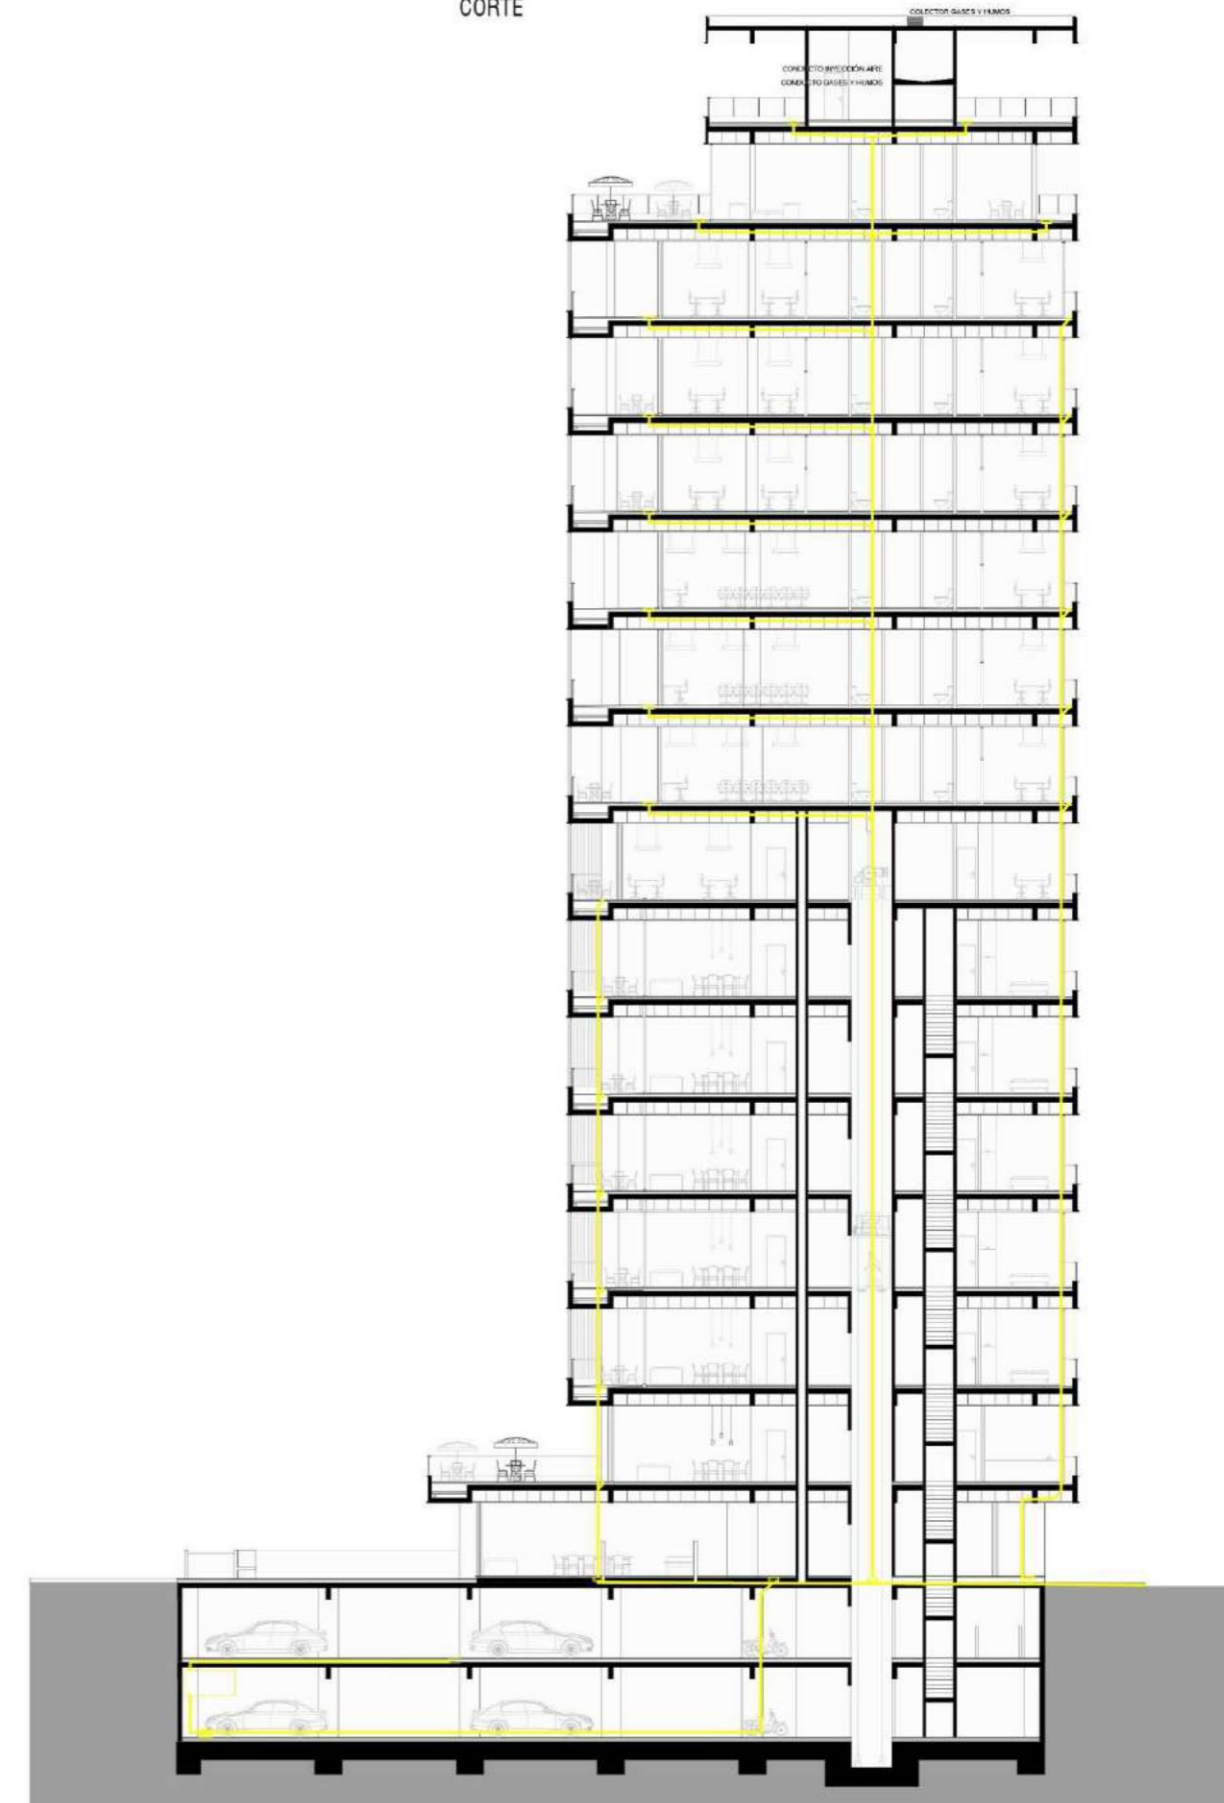 CORTE
COLECTOR GASES Y HUMOS
CONDUCTO INYECCIÓN AIRE
CONDUCTO GASES Y HUMOS